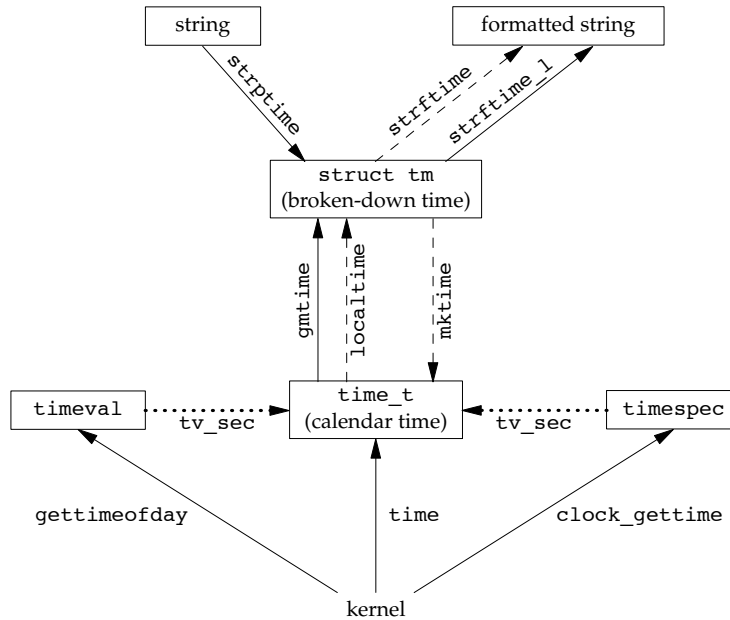 string
formatted string
strptime
strftime
strftime_l
struct tm
(broken-down time)
gmtime
localtime
mktime
timeval
tv_sec
time_t
(calendar time)
tv_sec
timespec
gettimeofday
time
clock_gettime
kernel